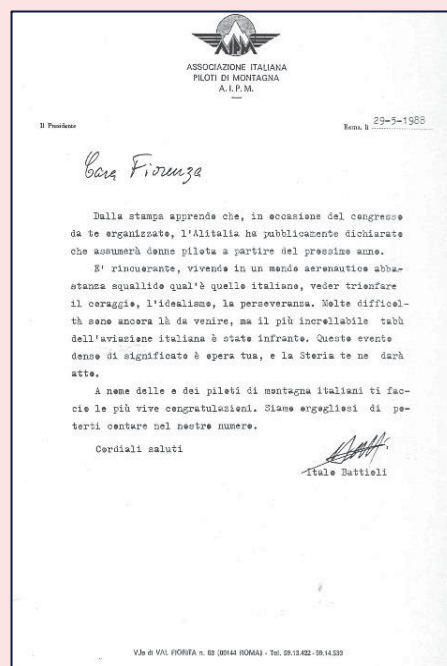 AIPM
ASSOCIAZIONE ITALIANA
PILOTI DI MONTAGNA
A. I. P. M.
Il Presidente
Roma, li 29-5-1988
Cara Fiorenza
Dalla stampa apprendo che, in occasione del congresso
da te organizzato, l'Alitalia ha pubblicamente dichiarato
che assumerà donne pilota a partire del prossimo anno.
E' rincuorante, vivendo in un mondo aeronautico abba-
stanza squallido qual'è quello italiano, veder trionfare
il coraggio, l'idealismo, la perseveranza. Molte difficol-
tà sono ancora là da venire, ma il più incrollabile tabù
dell'aviazione italiana è stato infranto. Questo evento
denso di significato è opera tua, e la Storia te ne darà
atto.
A nome delle e dei piloti di montagna italiani ti fac-
cio le più vive congratulazioni. Siamo orgogliosi di po-
terti contare nel nostro numero.
Cordiali saluti
Italo Battioli
V.le di VAL FIORITA n. 88 (00144 ROMA) - Tel. 59.13.422 - 59.14.533